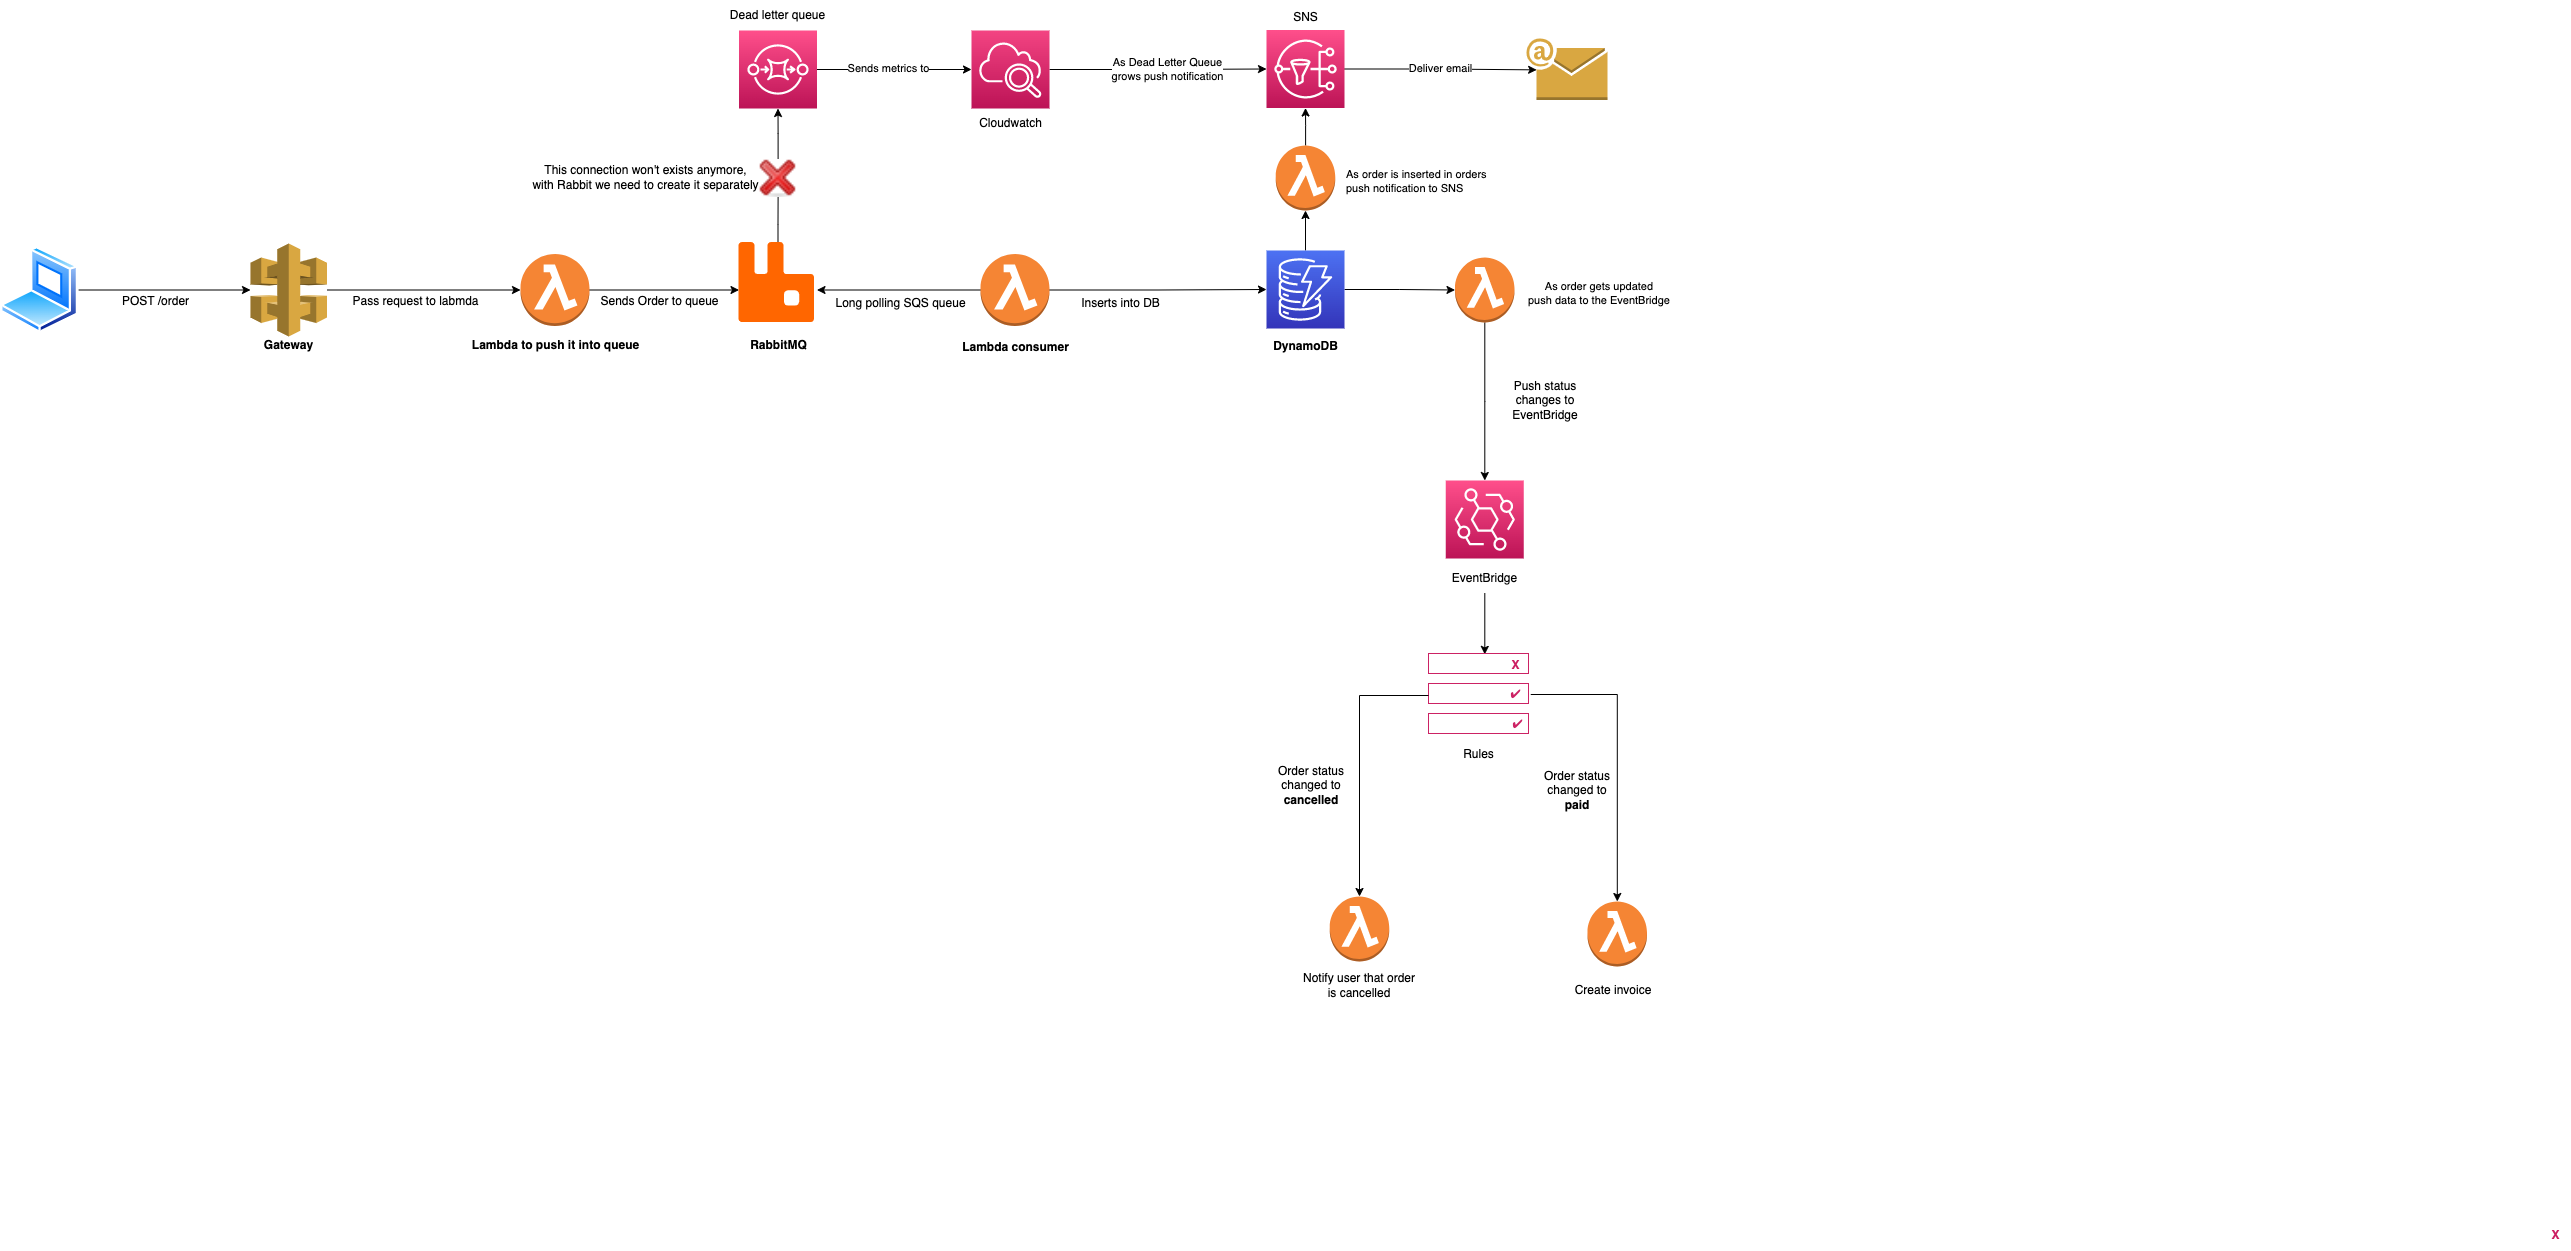 Dead letter queue
SNS
Sends metrics to
As Dead Letter Queue
grows push notification
Deliver email
@
Cloudwatch
This connection won't exists anymore,
with Rabbit we need to create it separately
As order is inserted in orders
push notification to SNS
POST /order
Pass request to labmda
Sends Order to queue
Long polling SQS queue
Inserts into DB
As order gets updated
push data to the EventBridge
Gateway
Lambda to push it into queue
RabbitMQ
Lambda consumer
DynamoDB
Push status
changes to
EventBridge
EventBridge
X
✔
✔
Rules
Order status
changed to
cancelled
Order status
changed to
paid
Notify user that order
is cancelled
Create invoice
X